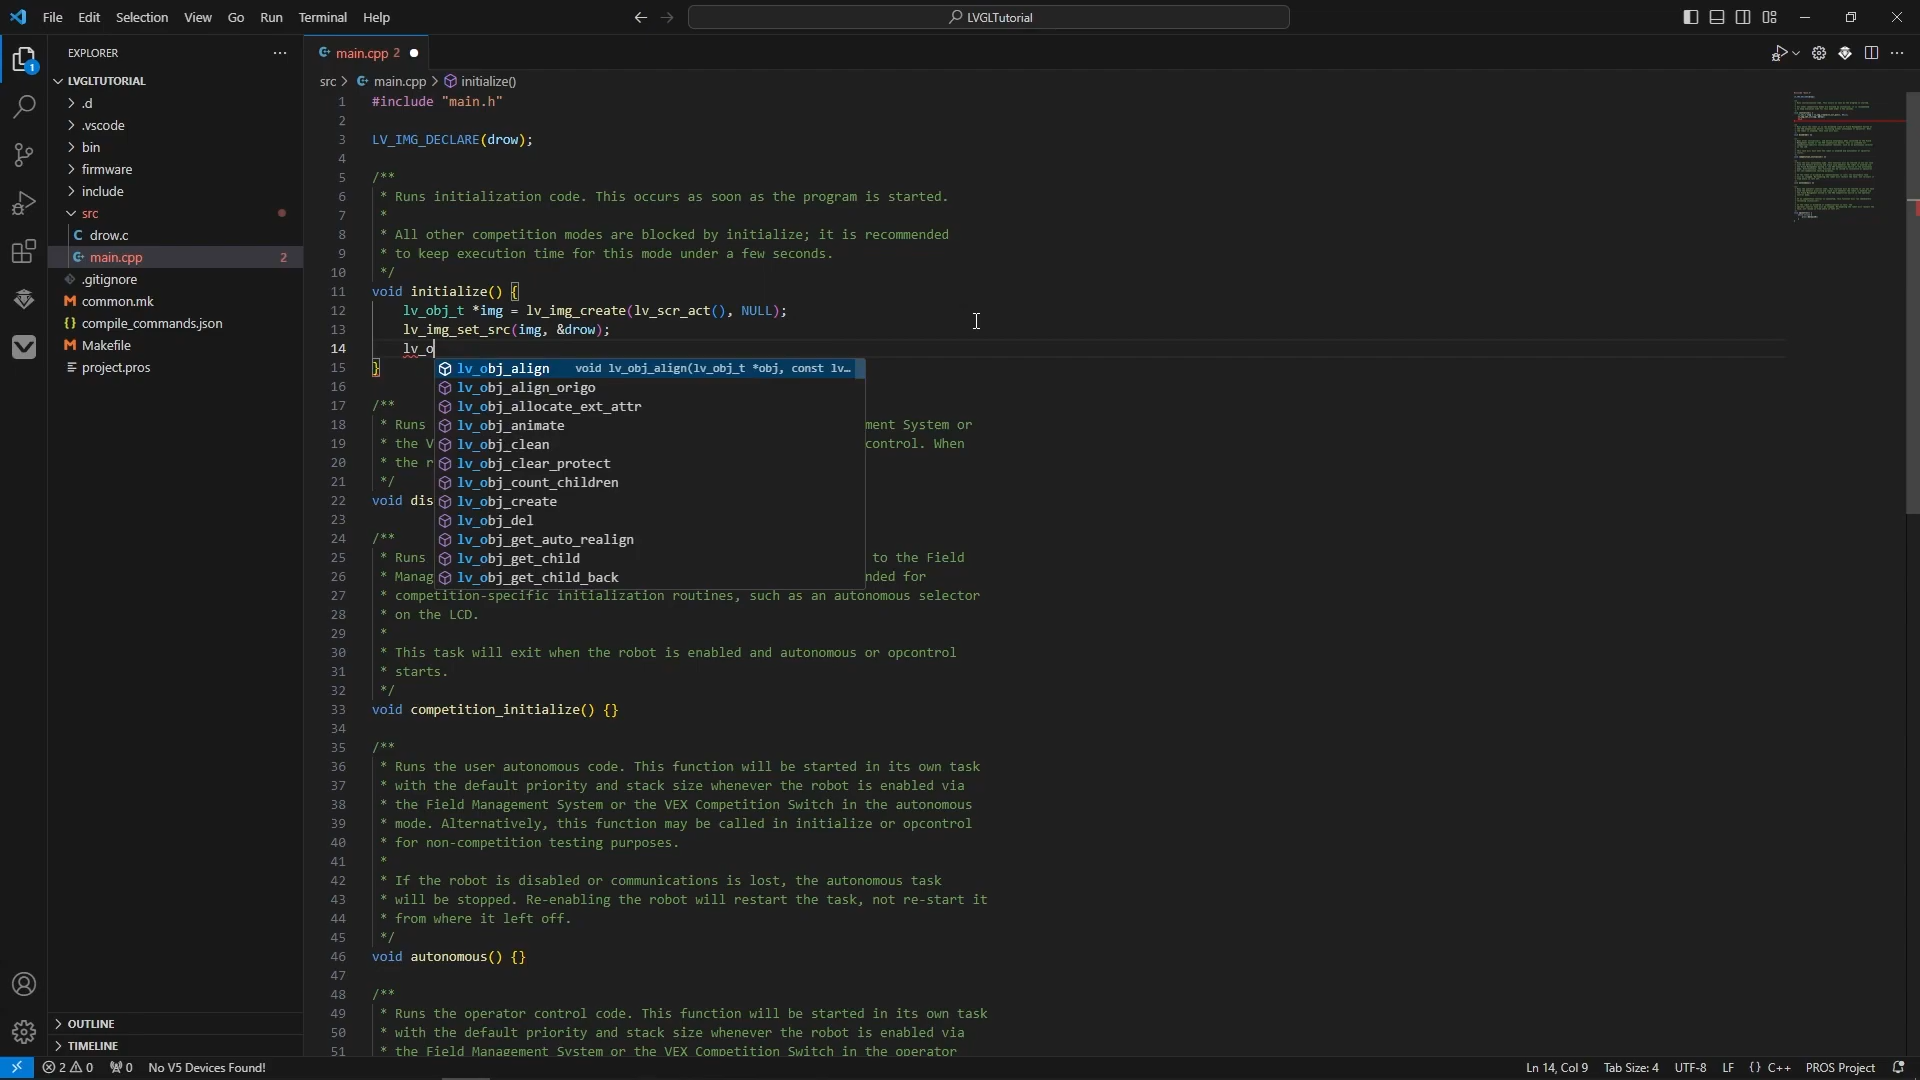 File Edit Selection View Go Run Terminal Help
LVGLTutorial
EXPLORER
LVGLTUTORIAL
.d
.vscode
bin
firmware
include
src
drow.c
main.cpp 2
.gitignore
common.mk
compile_commands.json
Makefile
project.pros
OUTLINE
TIMELINE
main.cpp 2
src > main.cpp > initialize()
1 #include "main.h"
2
3 LV_IMG_DECLARE(drow);
4
5 /**
6 * Runs initialization code. This occurs as soon as the program is started.
7 *
8 * All other competition modes are blocked by initialize; it is recommended
9 * to keep execution time for this mode under a few seconds.
10 */
11 void initialize() {
12 lv_obj_t *img = lv_img_create(lv_scr_act(), NULL);
13 lv_img_set_src(img, &drow);
14 lv_o
15 }
lv_obj_align void lv_obj_align(lv_obj_t *obj, const lv…
16 lv_obj_align_origo
17 /** lv_obj_allocate_ext_attr
18 * Runs lv_obj_animate ment System or
19 * the V lv_obj_clean control. When
20 * the r lv_obj_clear_protect
21 */ lv_obj_count_children
22 void dis lv_obj_create
23 lv_obj_del
24 /** lv_obj_get_auto_realign
25 * Runs lv_obj_get_child to the Field
26 * Manag lv_obj_get_child_back nded for
27 * competition-specific initialization routines, such as an autonomous selector
28 * on the LCD.
29 *
30 * This task will exit when the robot is enabled and autonomous or opcontrol
31 * starts.
32 */
33 void competition_initialize() {}
34
35 /**
36 * Runs the user autonomous code. This function will be started in its own task
37 * with the default priority and stack size whenever the robot is enabled via
38 * the Field Management System or the VEX Competition Switch in the autonomous
39 * mode. Alternatively, this function may be called in initialize or opcontrol
40 * for non-competition testing purposes.
41 *
42 * If the robot is disabled or communications is lost, the autonomous task
43 * will be stopped. Re-enabling the robot will restart the task, not re-start it
44 * from where it left off.
45 */
46 void autonomous() {}
47
48 /**
49 * Runs the operator control code. This function will be started in its own task
50 * with the default priority and stack size whenever the robot is enabled via
51 * the Field Management System or the VEX Competition Switch in the operator
1
2 0 0 No V5 Devices Found! Ln 14, Col 9 Tab Size: 4 UTF-8 LF {} C++ PROS Project